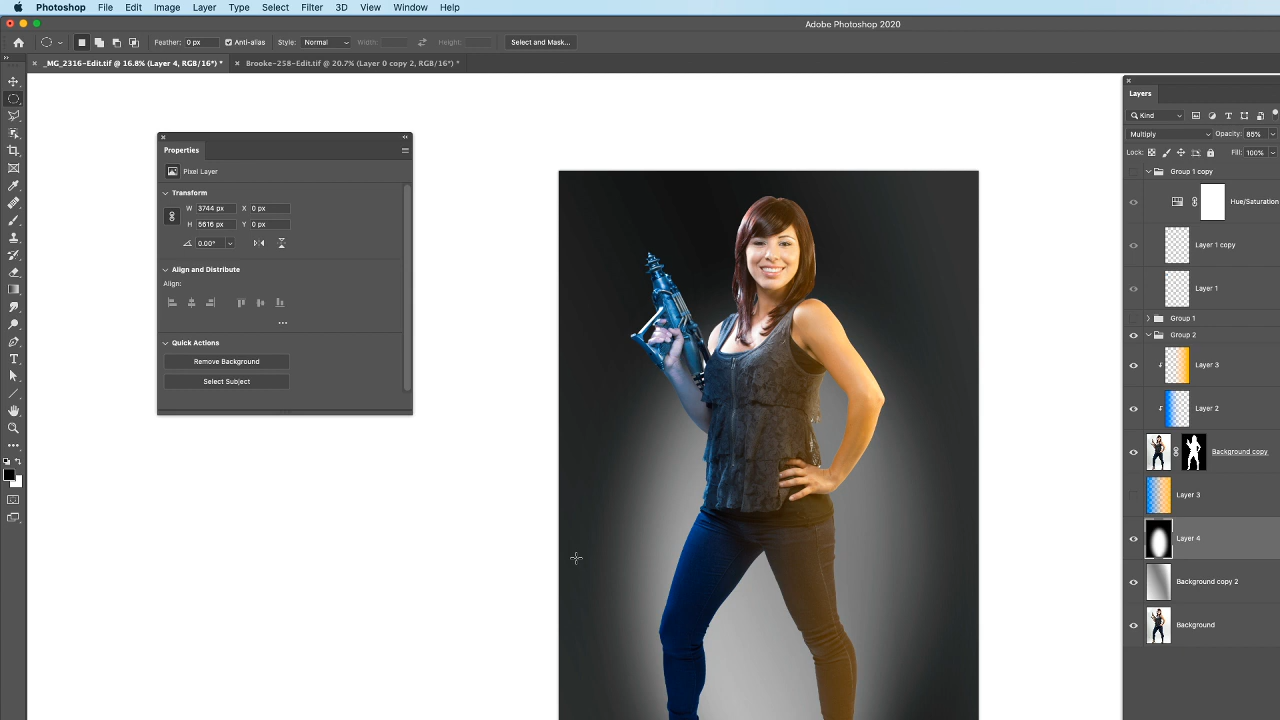 Photoshop File Edit Image Layer Type Select Filter 3D View Window Help
Adobe Photoshop 2020
Feather: 0 px Anti-alias Style: Normal Width: Height: Select and Mask...
_MG_2316-Edit.tif @ 16.8% (Layer 4, RGB/16*) * Brooke-258-Edit.tif @ 20.7% (Layer 0 copy 2, RGB/16*) *
Properties
Pixel Layer
Transform
W 3744 px X 0 px
H 5616 px Y 0 px
0.00°
Align and Distribute
Align:
Quick Actions
Remove Background
Select Subject
Layers
Kind
Multiply Opacity: 85%
Lock: Fill: 100%
Group 1 copy
Hue/Saturation
Layer 1 copy
Layer 1
Group 1
Group 2
Layer 3
Layer 2
Background copy
Layer 3
Layer 4
Background copy 2
Background